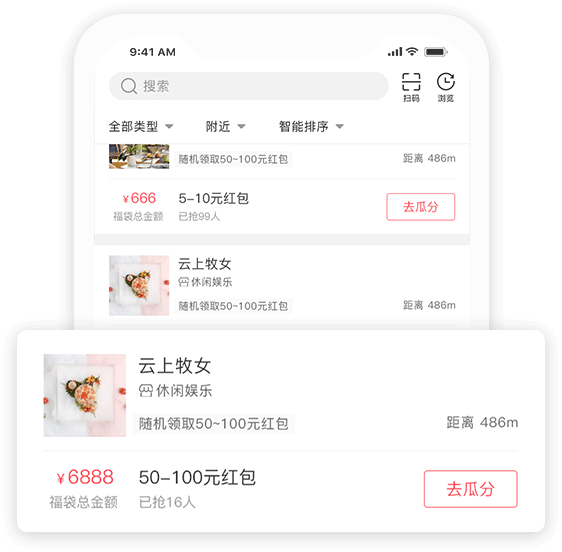 9:41 AM
搜索
扫码
浏览
全部类型
附近
智能排序
随机领取50~100元红包
距离 486m
¥666
5-10元红包
福袋总金额
已抢99人
去瓜分
云上牧女
休闲娱乐
随机领取50~100元红包
距离 486m
云上牧女
休闲娱乐
随机领取50~100元红包
距离 486m
¥6888
50-100元红包
福袋总金额
已抢16人
去瓜分